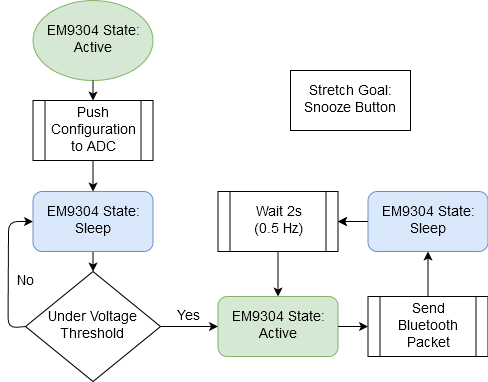 EM9304 State:
Active
Push
Configuration
to ADC
Stretch Goal:
Snooze Button
EM9304 State:
Sleep
Wait 2s
(0.5 Hz)
EM9304 State:
Sleep
No
Under Voltage
Threshold
Yes
EM9304 State:
Active
Send
Bluetooth
Packet